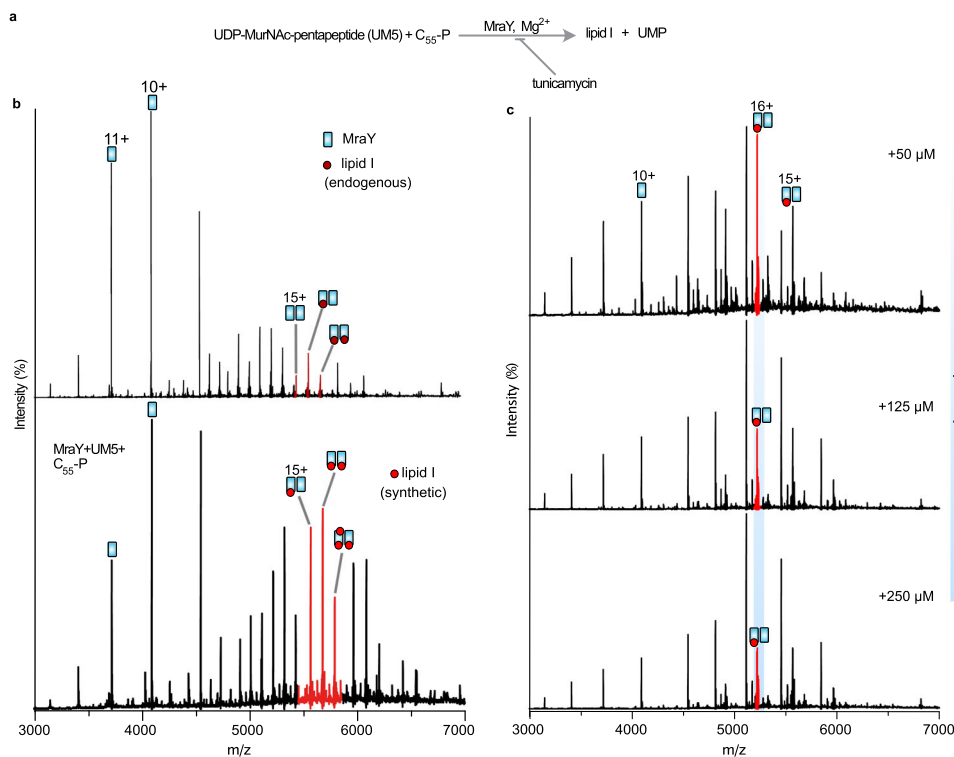 a
UDP-MurNAc-pentapeptide (UM5) + C55-P
MraY, Mg2+
lipid I + UMP
tunicamycin
b
10+
11+
MraY
lipid I
(endogenous)
15+
Intensity (%)
MraY+UM5+
C55-P
15+
lipid I
(synthetic)
3000
4000
5000
6000
7000
m/z
c
16+
+50 μM
10+
15+
+125 μM
Intensity (%)
+250 μM
3000
4000
5000
6000
7000
m/z